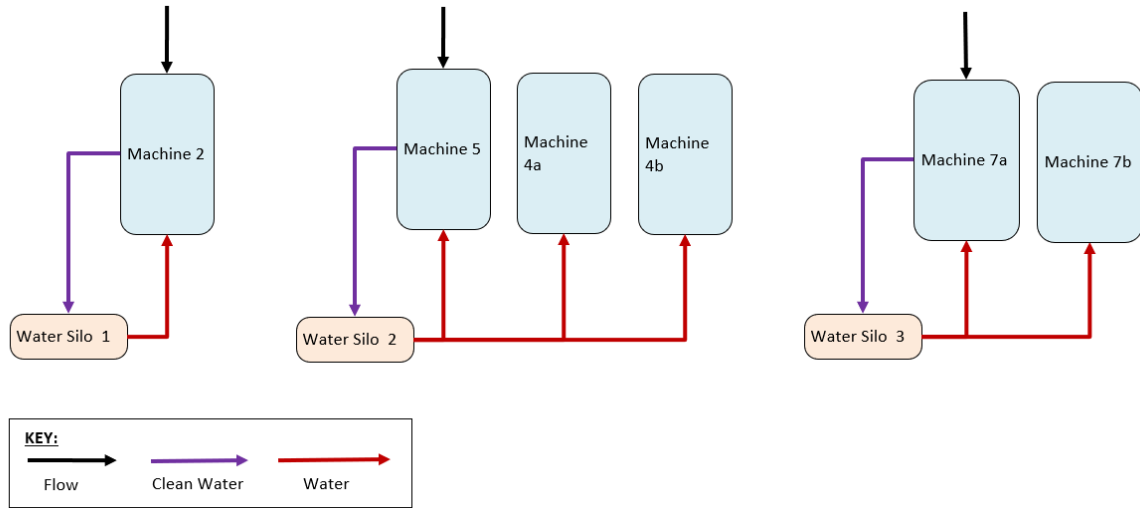 Machine 2
Machine 5
Machine
4a
Machine
4b
Machine 7a
Machine 7b
Water Silo 1
Water Silo 2
Water Silo 3
KEY:
Flow
Clean Water
Water